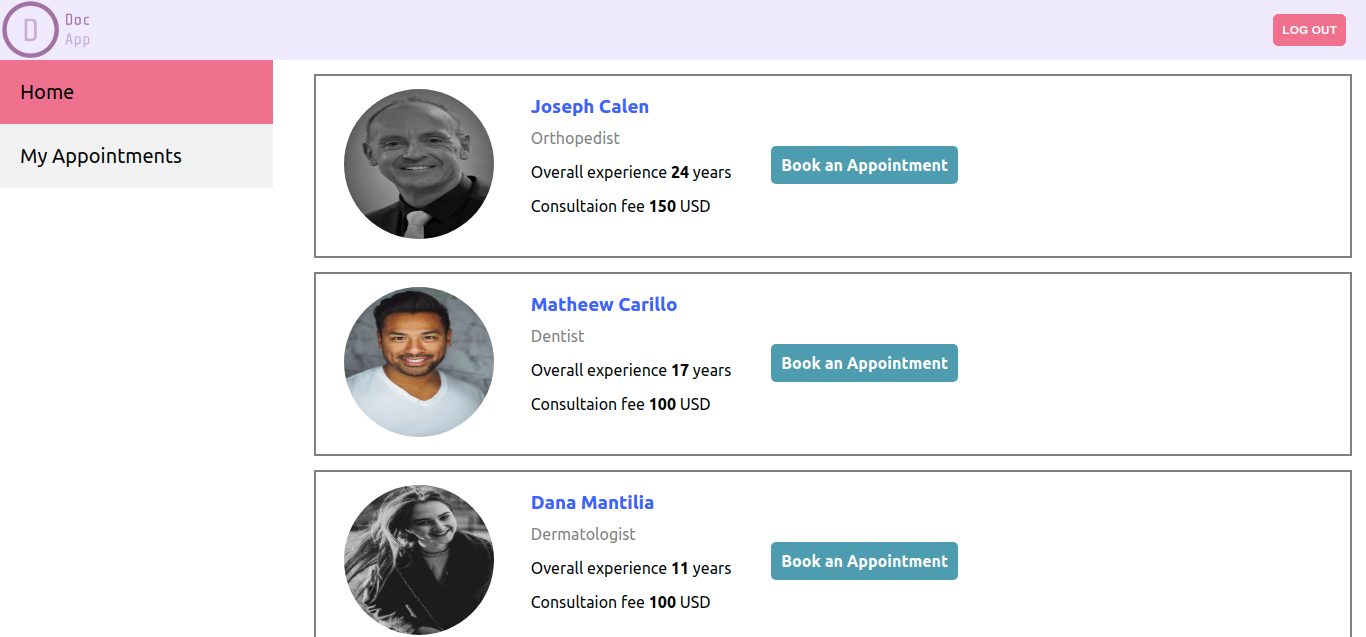 D
Doc
App
LOG OUT
Home
My Appointments
Joseph Calen
Orthopedist
Overall experience 24 years
Consultaion fee 150 USD
Book an Appointment
Matheew Carillo
Dentist
Overall experience 17 years
Consultaion fee 100 USD
Book an Appointment
Dana Mantilia
Dermatologist
Overall experience 11 years
Consultaion fee 100 USD
Book an Appointment